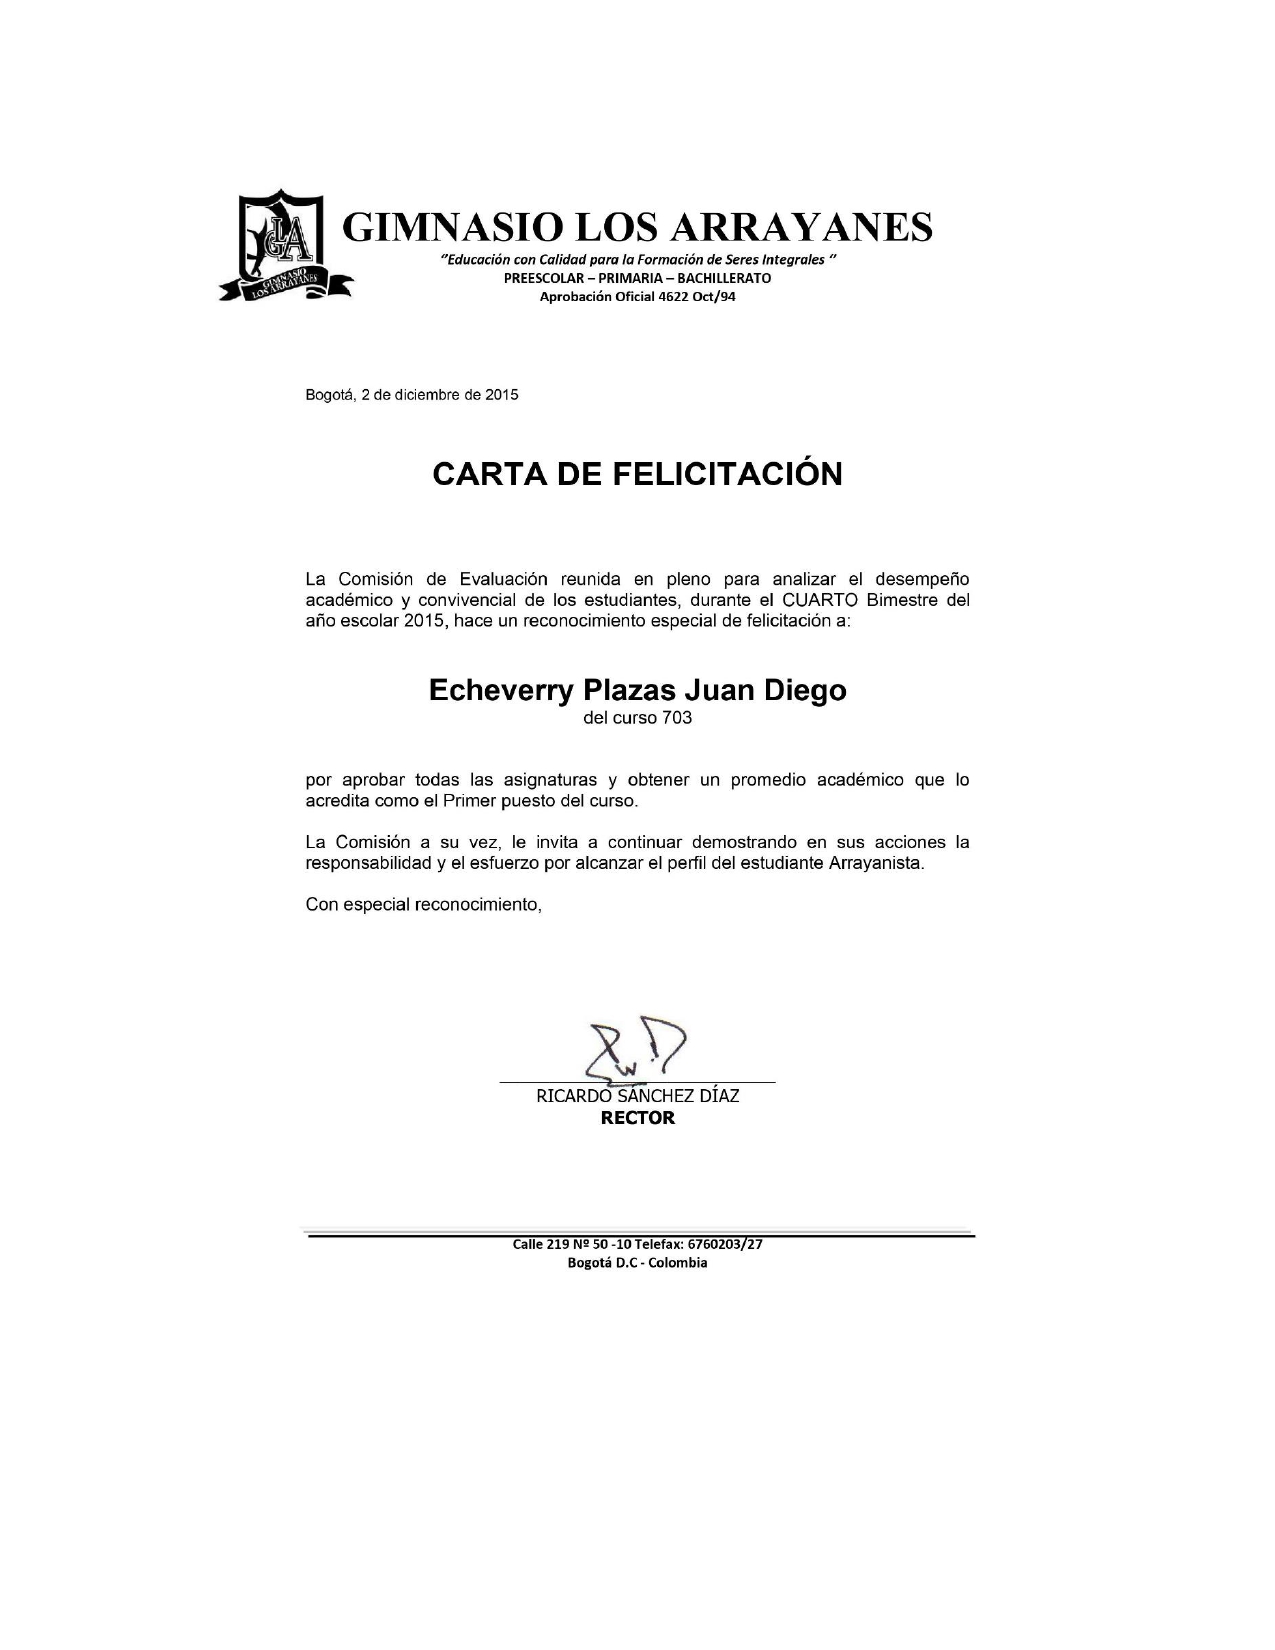 GLA
GIMNASIO
LOS ARRAYANES
GIMNASIO LOS ARRAYANES
“Educación con Calidad para la Formación de Seres Integrales “
PREESCOLAR – PRIMARIA – BACHILLERATO
Aprobación Oficial 4622 Oct/94
Bogotá, 2 de diciembre de 2015
CARTA DE FELICITACIÓN
La Comisión de Evaluación reunida en pleno para analizar el desempeño
académico y convivencial de los estudiantes, durante el CUARTO Bimestre del
año escolar 2015, hace un reconocimiento especial de felicitación a:
Echeverry Plazas Juan Diego
del curso 703
por aprobar todas las asignaturas y obtener un promedio académico que lo
acredita como el Primer puesto del curso.
La Comisión a su vez, le invita a continuar demostrando en sus acciones la
responsabilidad y el esfuerzo por alcanzar el perfil del estudiante Arrayanista.
Con especial reconocimiento,
RICARDO SÁNCHEZ DÍAZ
RECTOR
Calle 219 Nº 50 -10 Telefax: 6760203/27
Bogotá D.C - Colombia